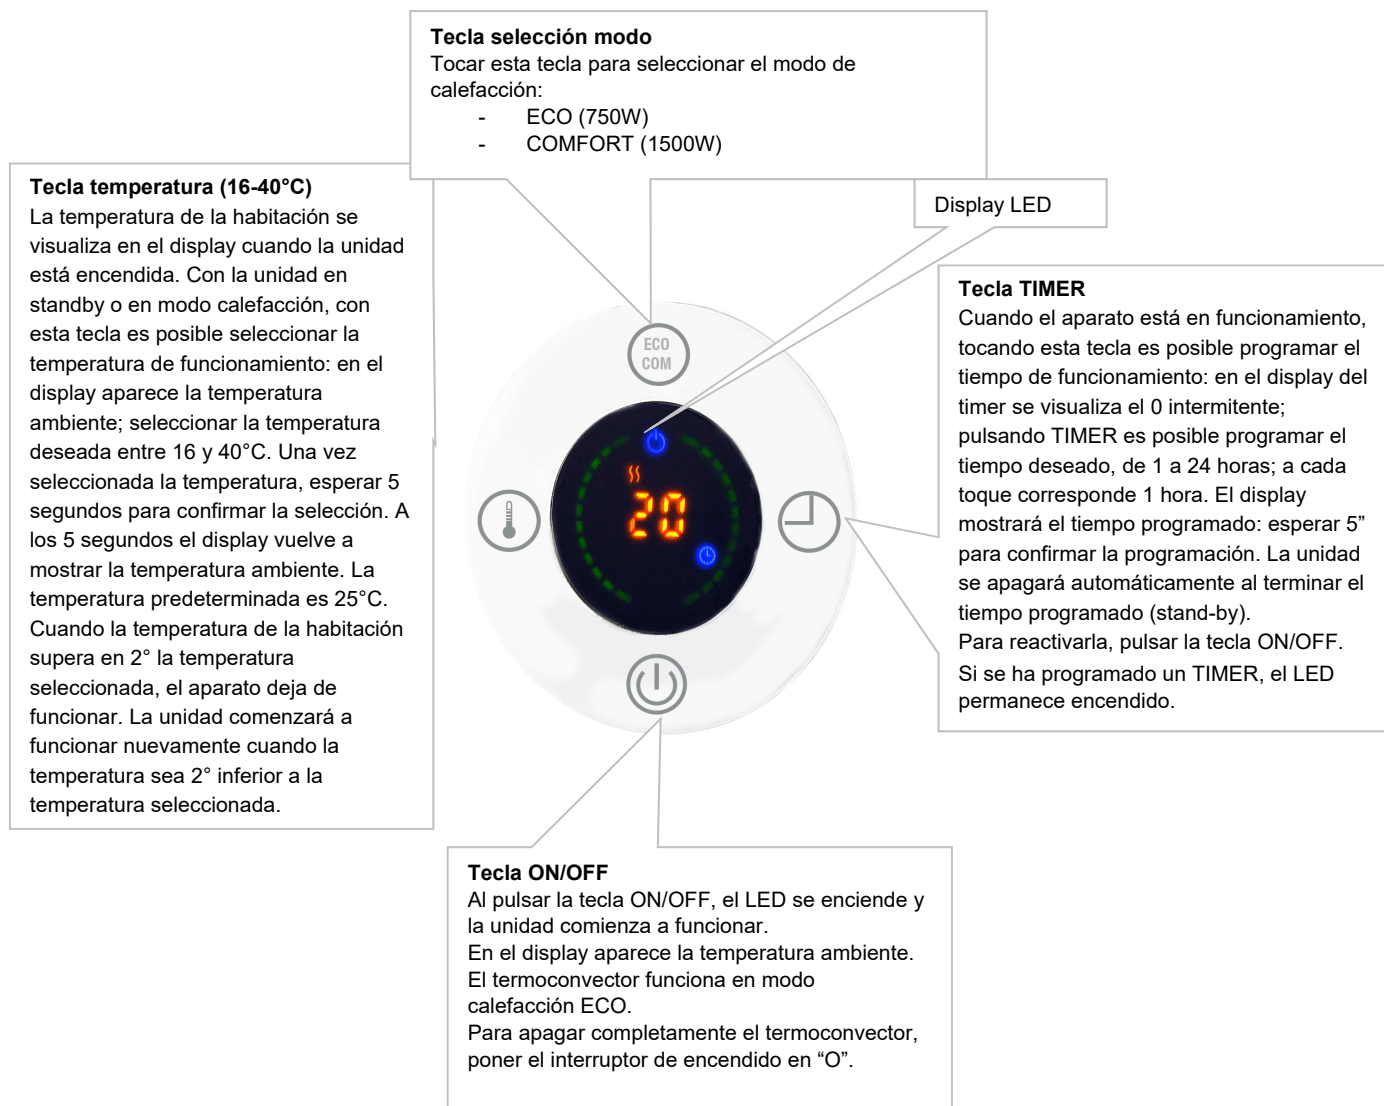 Tecla selección modo
Tocar esta tecla para seleccionar el modo de
calefacción:
- ECO (750W)
- COMFORT (1500W)
Tecla temperatura (16-40°C)
La temperatura de la habitación se
visualiza en el display cuando la unidad
está encendida. Con la unidad en
standby o en modo calefacción, con
esta tecla es posible seleccionar la
temperatura de funcionamiento: en el
display aparece la temperatura
ambiente; seleccionar la temperatura
deseada entre 16 y 40°C. Una vez
seleccionada la temperatura, esperar 5
segundos para confirmar la selección. A
los 5 segundos el display vuelve a
mostrar la temperatura ambiente. La
temperatura predeterminada es 25°C.
Cuando la temperatura de la habitación
supera en 2° la temperatura
seleccionada, el aparato deja de
funcionar. La unidad comenzará a
funcionar nuevamente cuando la
temperatura sea 2° inferior a la
temperatura seleccionada.
Display LED
ECO
COM
20
Tecla TIMER
Cuando el aparato está en funcionamiento,
tocando esta tecla es posible programar el
tiempo de funcionamiento: en el display del
timer se visualiza el 0 intermitente;
pulsando TIMER es posible programar el
tiempo deseado, de 1 a 24 horas; a cada
toque corresponde 1 hora. El display
mostrará el tiempo programado: esperar 5”
para confirmar la programación. La unidad
se apagará automáticamente al terminar el
tiempo programado (stand-by).
Para reactivarla, pulsar la tecla ON/OFF.
Si se ha programado un TIMER, el LED
permanece encendido.
Tecla ON/OFF
Al pulsar la tecla ON/OFF, el LED se enciende y
la unidad comienza a funcionar.
En el display aparece la temperatura ambiente.
El termoconvector funciona en modo
calefacción ECO.
Para apagar completamente el termoconvector,
poner el interruptor de encendido en “O”.